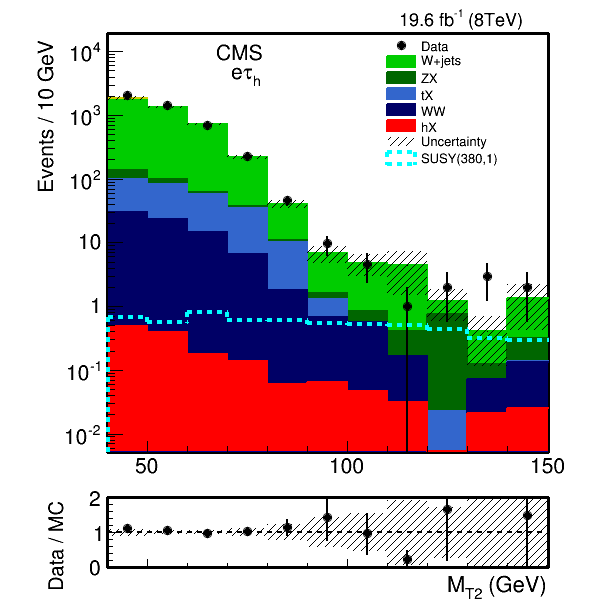 19.6 fb⁻¹ (8TeV)
CMS
eτₕ
Data
W+jets
ZX
tX
WW
hX
Uncertainty
SUSY(380,1)
Events / 10 GeV
10⁴
10³
10²
10
1
10⁻¹
10⁻²
50 100 150
Data / MC
2
1
0
M_T2 (GeV)